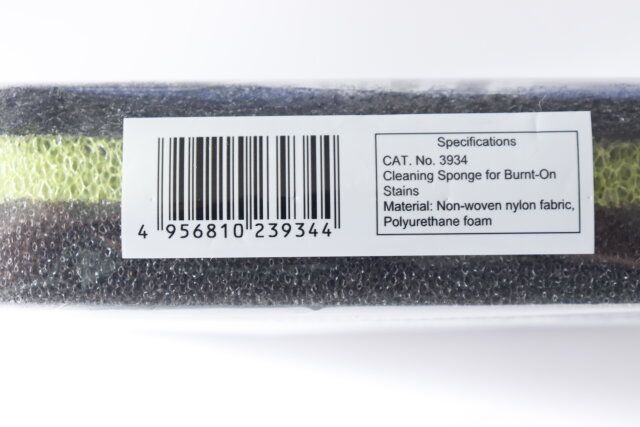 4 956810 239344
Specifications
CAT. No. 3934
Cleaning Sponge for Burnt-On
Stains
Material: Non-woven nylon fabric,
Polyurethane foam